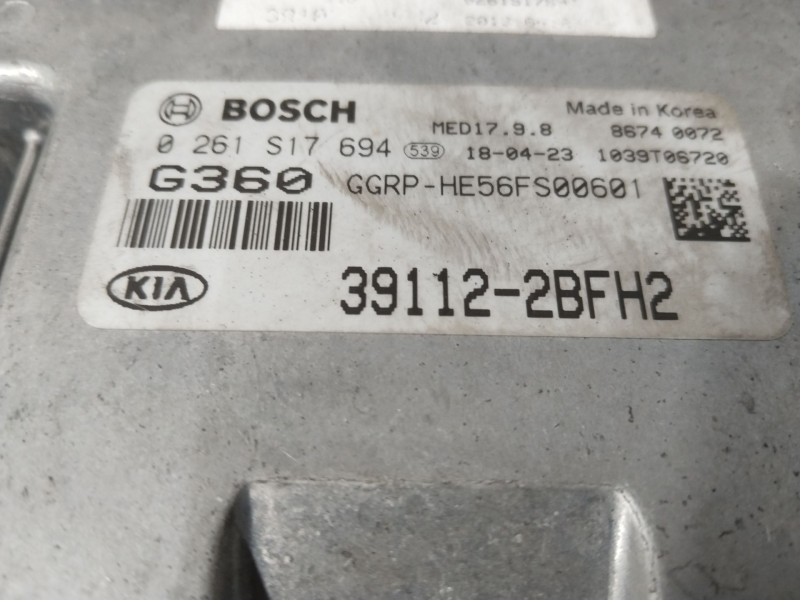 BOSCH Made in Korea
0 261 S17 694 539 MED17.9.8 8674 0072
18-04-23 1039T06720
G360 GGRP-HE56FS00601
KIA 39112-2BFH2